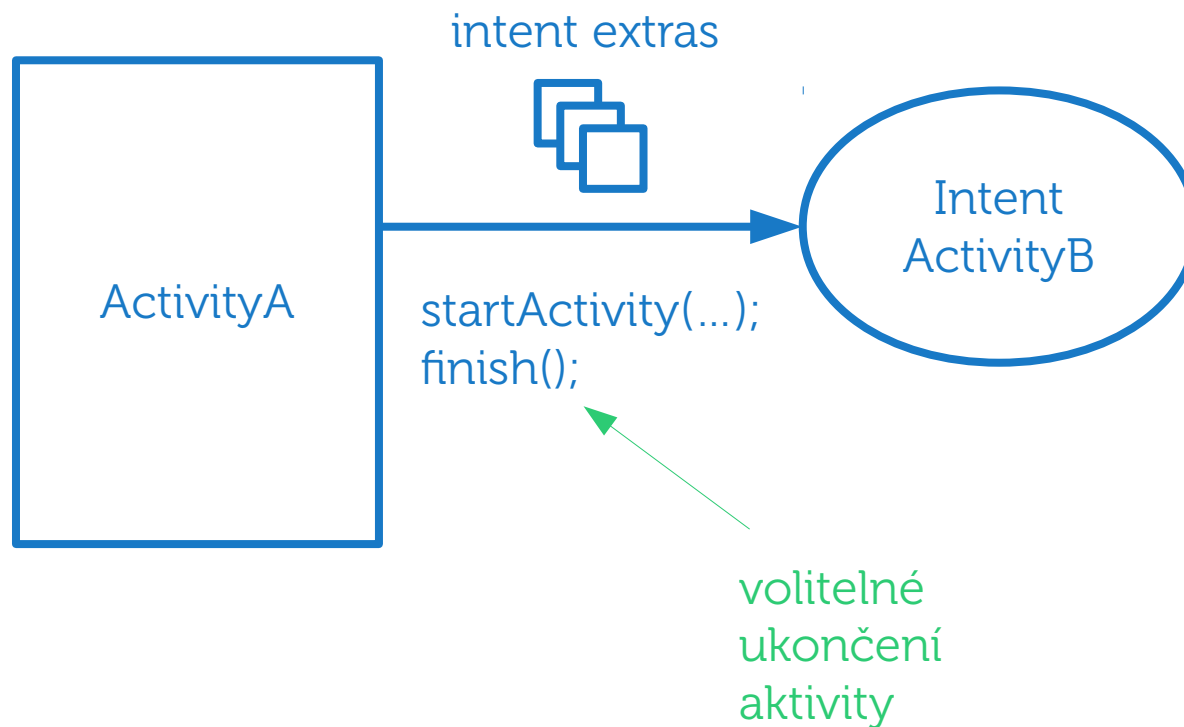 intent extras
ActivityA
Intent
ActivityB
startActivity(...);
finish();
volitelné
ukončení
aktivity